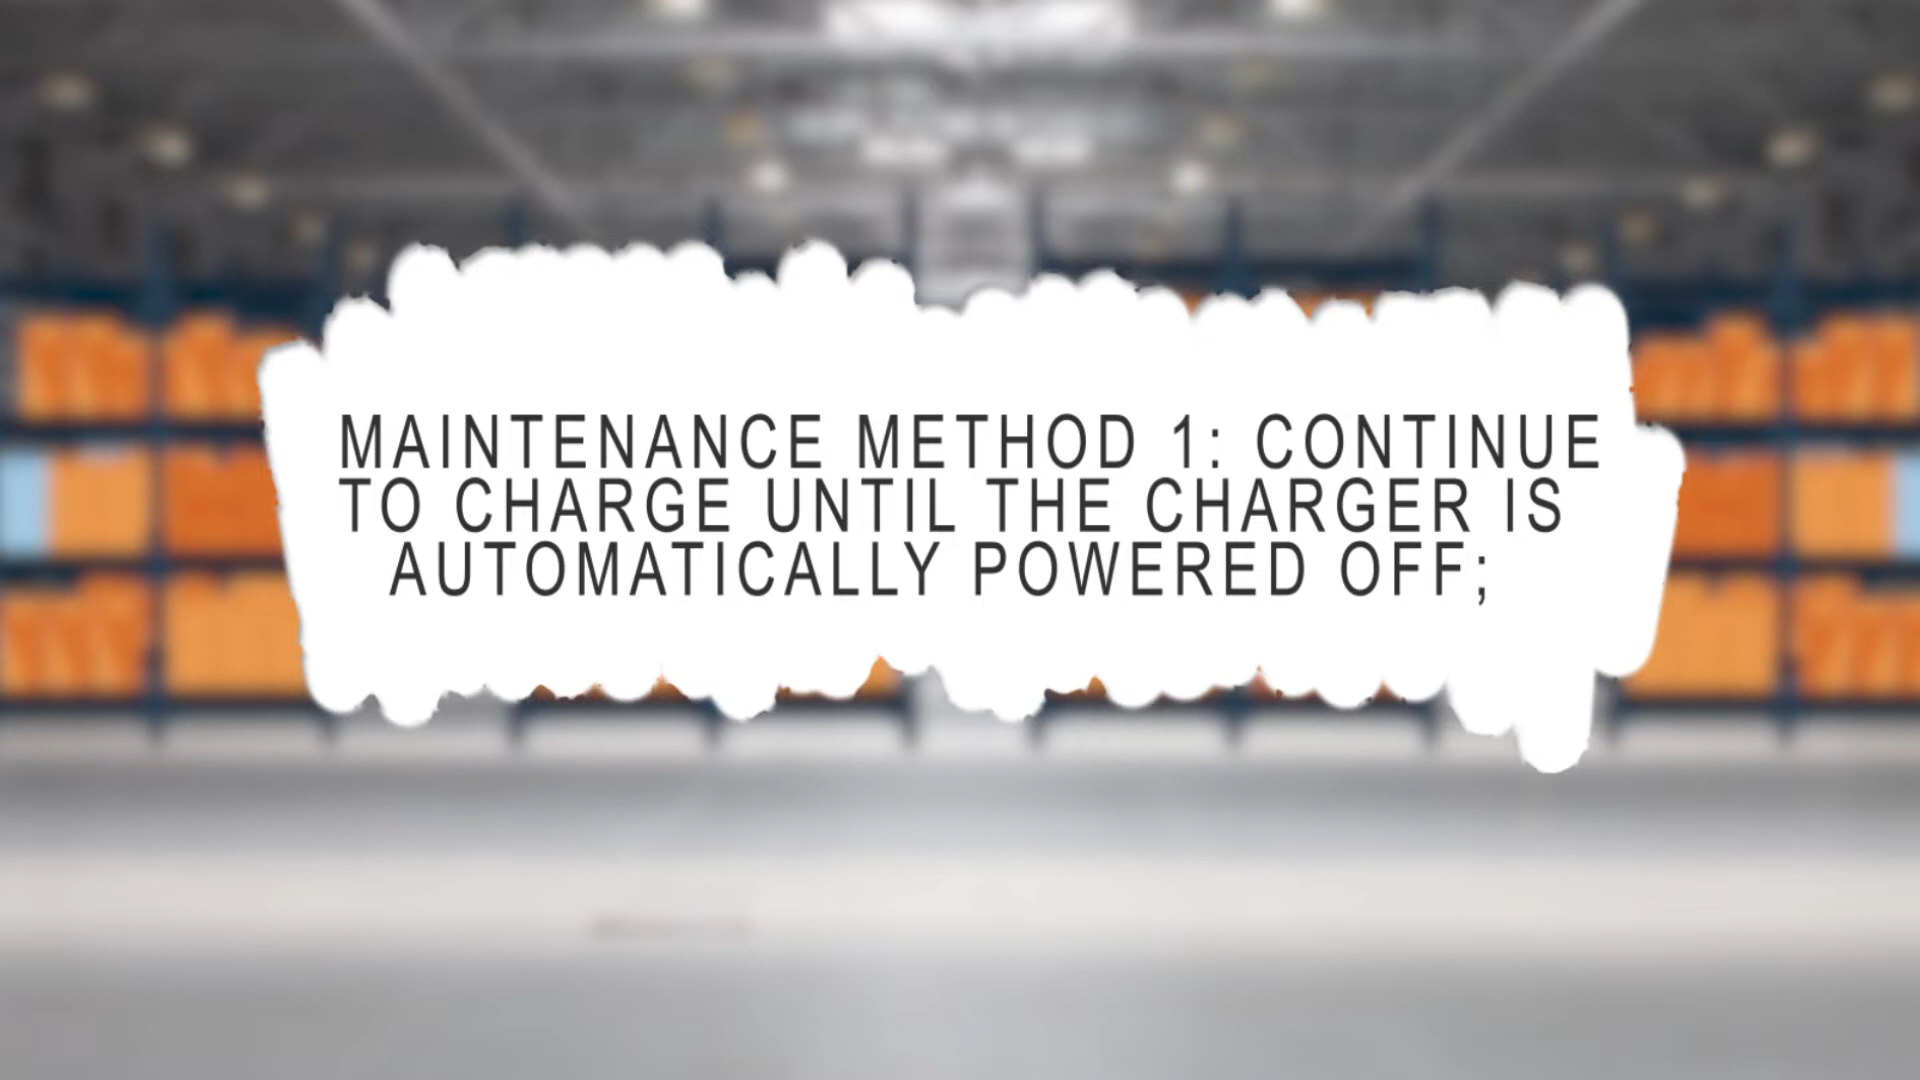 MAINTENANCE METHOD 1: CONTINUE
TO CHARGE UNTIL THE CHARGER IS
AUTOMATICALLY POWERED OFF;